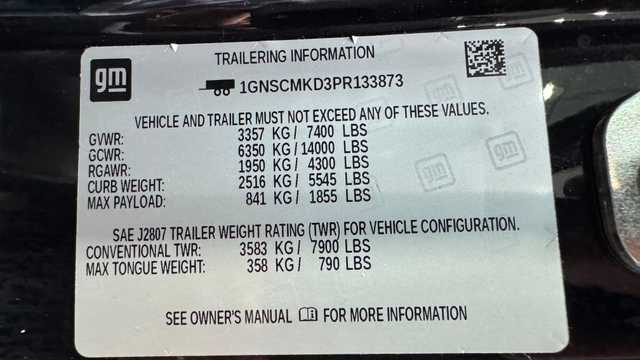 gm
TRAILERING INFORMATION
1GNSCMKD3PR133873
VEHICLE AND TRAILER MUST NOT EXCEED ANY OF THESE VALUES.
GVWR: 3357 KG / 7400 LBS
GCWR: 6350 KG / 14000 LBS
RGAWR: 1950 KG / 4300 LBS
CURB WEIGHT: 2516 KG / 5545 LBS
MAX PAYLOAD: 841 KG / 1855 LBS
SAE J2807 TRAILER WEIGHT RATING (TWR) FOR VEHICLE CONFIGURATION.
CONVENTIONAL TWR: 3583 KG / 7900 LBS
MAX TONGUE WEIGHT: 358 KG / 790 LBS
SEE OWNER'S MANUAL FOR MORE INFORMATION